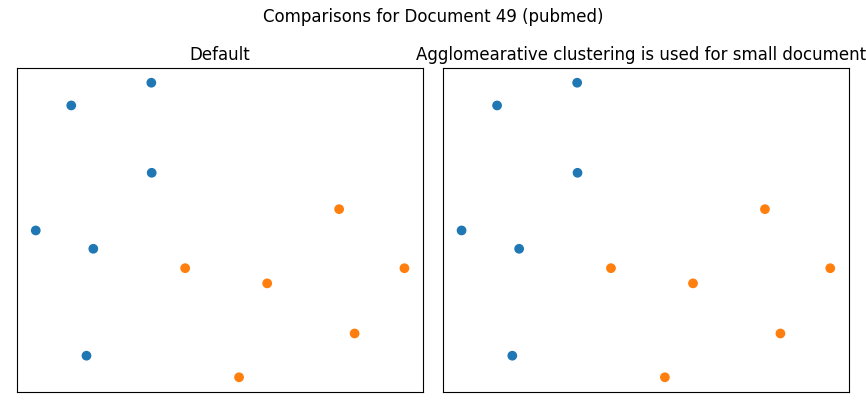 Comparisons for Document 49 (pubmed)
Default
Agglomearative clustering is used for small document